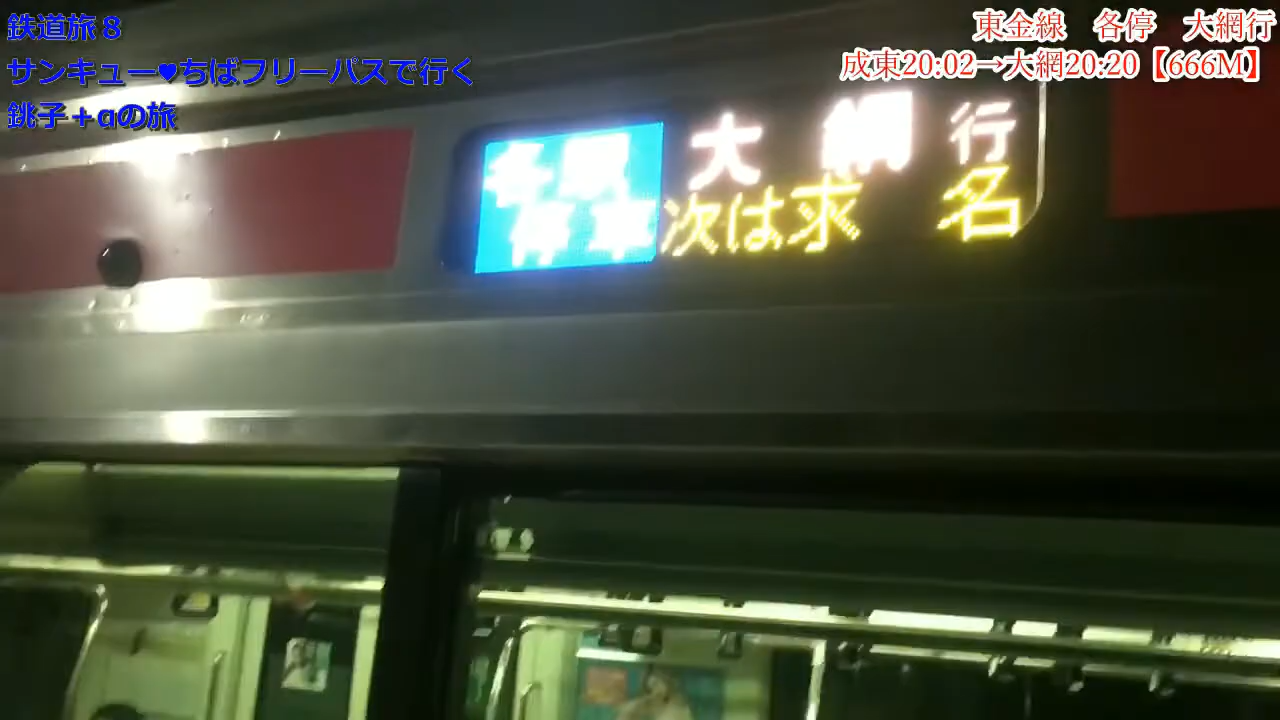 鉄道旅８
サンキュー♥ちばフリーパスで行く
銚子＋αの旅
東金線　各停　大網行
成東20:02→大網20:20【666M】
各駅
停車
大網行
次は求名